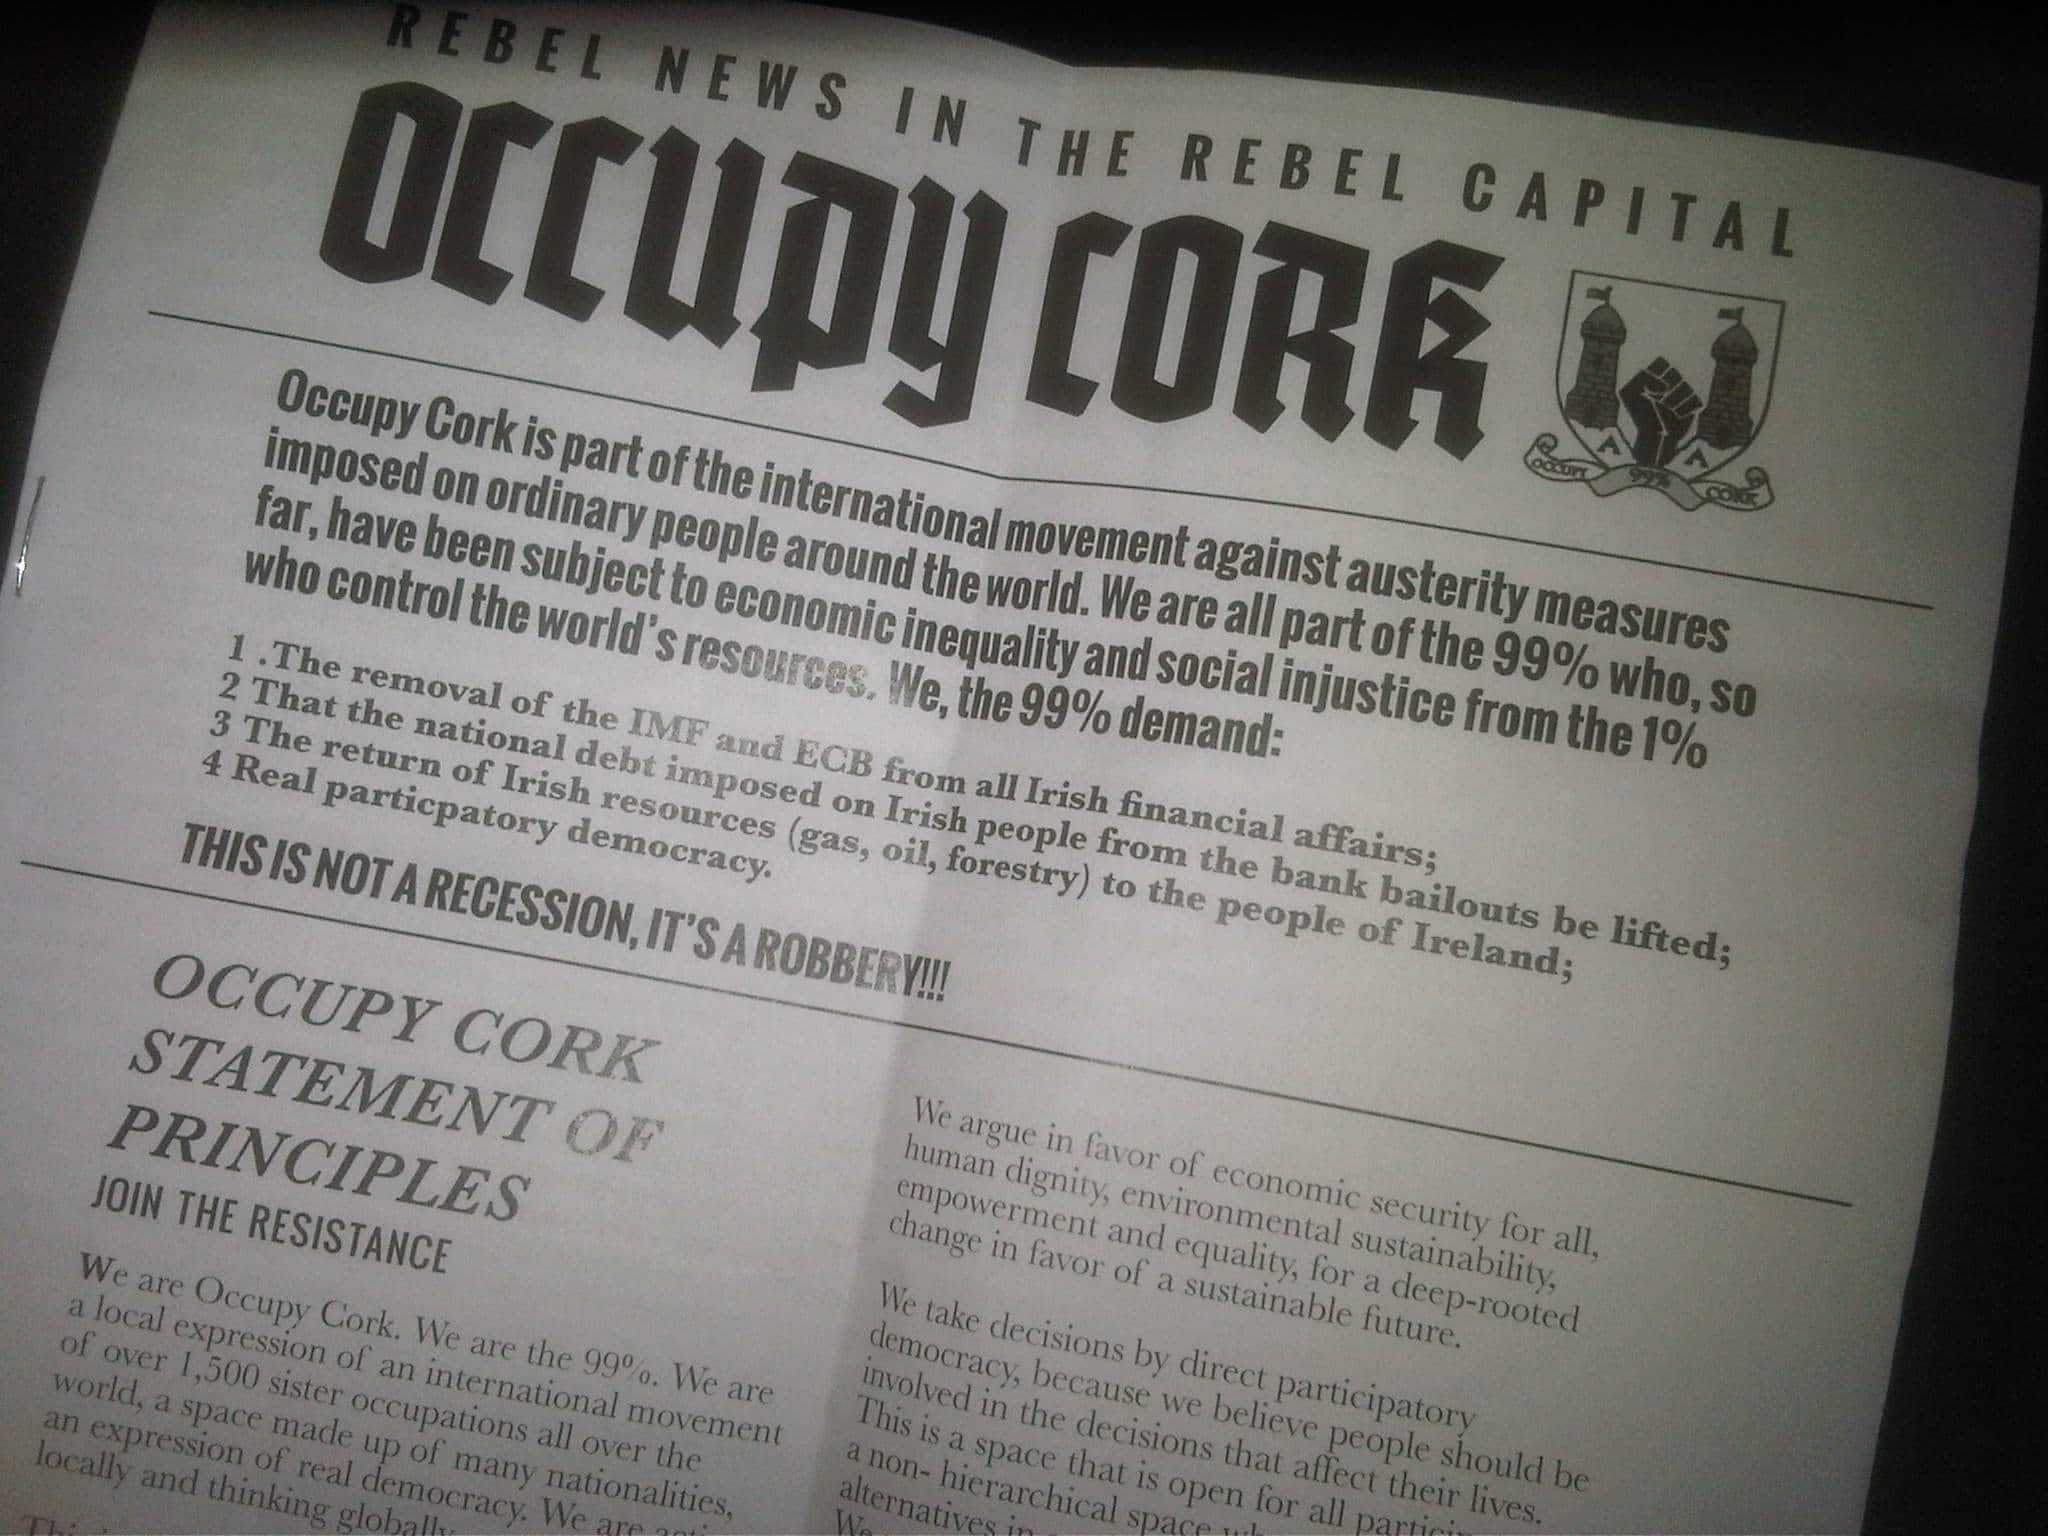 REBEL NEWS IN THE REBEL CAPITAL
OCCUPY CORK
A A
OCCUPY 99% CORK
Occupy Cork is part of the international movement against austerity measures
imposed on ordinary people around the world. We are all part of the 99% who, so
far, have been subject to economic inequality and social injustice from the 1%
who control the world's resources. We, the 99% demand:
1 .The removal of the IMF and ECB from all Irish financial affairs;
2 That the national debt imposed on Irish people from the bank bailouts be lifted;
3 The return of Irish resources (gas, oil, forestry) to the people of Ireland;
4 Real particpatory democracy.
THIS IS NOT A RECESSION, IT'S A ROBBERY!!!
OCCUPY CORK
STATEMENT OF
PRINCIPLES
JOIN THE RESISTANCE
We are Occupy Cork. We are the 99%. We are
a local expression of an international movement
of over 1,500 sister occupations all over the
world, a space made up of many nationalities,
an expression of real democracy. We are
locally and thinking globally
We argue in favor of economic security for all,
human dignity, environmental sustainability,
empowerment and equality, for a deep-rooted
change in favor of a sustainable future.
We take decisions by direct participatory
democracy, because we believe people should be
involved in the decisions that affect their lives.
This is a space that is open for all
a non- hierarchical space
alternatives in
We